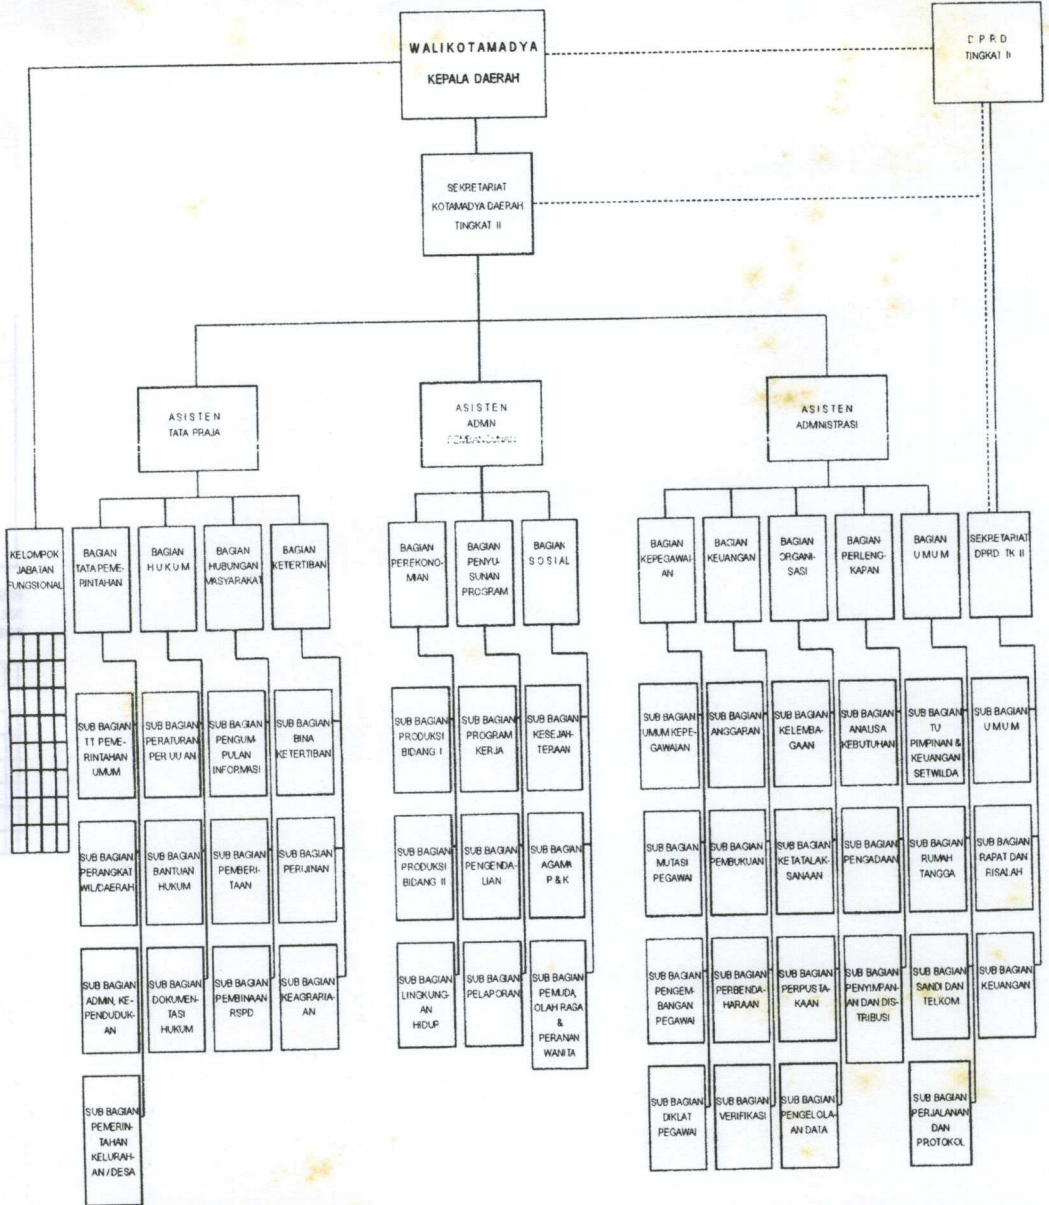 WALIKOTAMADYA
KEPALA DAERAH
D P R D
TINGKAT II
SEKRETARIAT
KOTAMADYA DAERAH
TINGKAT II
ASISTEN
TATA PRAJA
ASISTEN
ADMIN
PEMBANGUNAN
ASISTEN
ADMNISTRASI
KELOMPOK
JABATAN
FUNGSIONAL
BAGIAN
TATA PEME-
RINTAHAN
BAGIAN
HUKUM
BAGIAN
HUBUNGAN
MASYARAKAT
BAGIAN
KETERTIBAN
BAGIAN
PEREKONO-
MIAN
BAGIAN
PENYU-
SUNAN
PROGRAM
BAGIAN
SOSIAL
BAGIAN
KEPEGAWAI-
AN
BAGIAN
KEUANGAN
BAGIAN
ORGANI-
SASI
BAGIAN
PERLENG-
KAPAN
BAGIAN
UMUM
SEKRETARIAT
DPRD TK II
SUB BAGIAN
TT PEME-
RINTAHAN
UMUM
SUB BAGIAN
PERATURAN
PER UU AN
SUB BAGIAN
PENGUM-
PULAN
INFORMASI
SUB BAGIAN
BINA
KETERTIBAN
SUB BAGIAN
PRODUKSI
BIDANG I
SUB BAGIAN
PROGRAM
KERJA
SUB BAGIAN
KESEJAH-
TERAAN
SUB BAGIAN
UMUM KEPE-
GAWAIAN
SUB BAGIAN
ANGGARAN
SUB BAGIAN
KELEMBA-
GAAN
SUB BAGIAN
ANALISA
KEBUTUHAN
SUB BAGIAN
TU
PIMPINAN &
KEUANGAN
SETWILDA
SUB BAGIAN
UMUM
SUB BAGIAN
PERANGKAT
WIL/DAERAH
SUB BAGIAN
BANTUAN
HUKUM
SUB BAGIAN
PEMBERI-
TAAN
SUB BAGIAN
PERIJINAN
SUB BAGIAN
PRODUKSI
BIDANG II
SUB BAGIAN
PENGENDA-
LIAN
SUB BAGIAN
AGAMA
P & K
SUB BAGIAN
MUTASI
PEGAWAI
SUB BAGIAN
PEMBUKUAN
SUB BAGIAN
KETATALAK-
SANAAN
SUB BAGIAN
PENGADAAN
SUB BAGIAN
RUMAH
TANGGA
SUB BAGIAN
RAPAT DAN
RISALAH
SUB BAGIAN
ADMIN, KE-
PENDUDUK-
AN
SUB BAGIAN
DOKUMEN-
TASI
HUKUM
SUB BAGIAN
PEMBINAAN
RSPD
SUB BAGIAN
KEAGRARIA-
AN
SUB BAGIAN
LINGKUNG-
AN
HIDUP
SUB BAGIAN
PELAPORAN
SUB BAGIAN
PEMUDA,
OLAH RAGA
&
PERANAN
WANITA
SUB BAGIAN
PENGEM-
BANGAN
PEGAWAI
SUB BAGIAN
PERBENDA-
HARAAN
SUB BAGIAN
PERPUSTA-
KAAN
SUB BAGIAN
PENYIMPAN-
AN DAN DIS-
TRIBUSI
SUB BAGIAN
SANDI DAN
TELKOM
SUB BAGIAN
KEUANGAN
SUB BAGIAN
PEMERIN-
TAHAN
KELURAH-
AN / DESA
SUB BAGIAN
DIKLAT
PEGAWAI
SUB BAGIAN
VERIFIKASI
SUB BAGIAN
PENGELOLA-
AN DATA
SUB BAGIAN
PERJALANAN
DAN
PROTOKOL